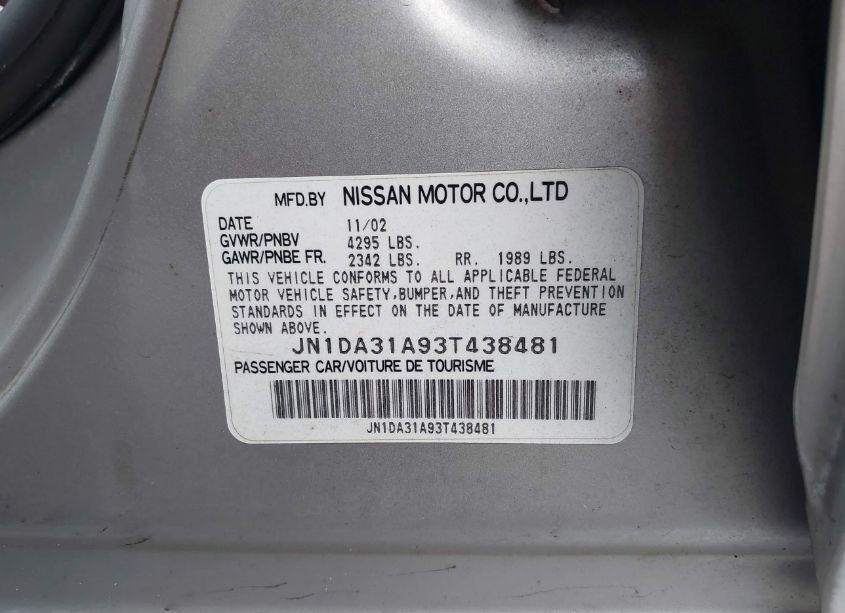 MFD.BY NISSAN MOTOR CO.,LTD
DATE 11/02
GVWR/PNBV 4295 LBS.
GAWR/PNBE FR. 2342 LBS. RR. 1989 LBS.
THIS VEHICLE CONFORMS TO ALL APPLICABLE FEDERAL
MOTOR VEHICLE SAFETY,BUMPER,AND THEFT PREVENTION
STANDARDS IN EFFECT ON THE DATE OF MANUFACTURE
SHOWN ABOVE.
JN1DA31A93T438481
PASSENGER CAR/VOITURE DE TOURISME
JN1DA31A93T438481